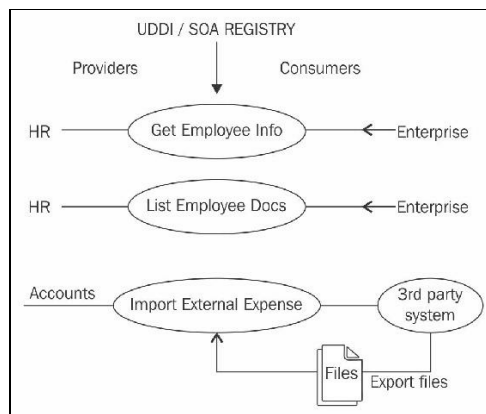 UDDI / SOA REGISTRY
Providers
Consumers
HR
Get Employee Info
Enterprise
HR
List Employee Docs
Enterprise
Accounts
Import External Expense
3rd party
system
Files
Export files